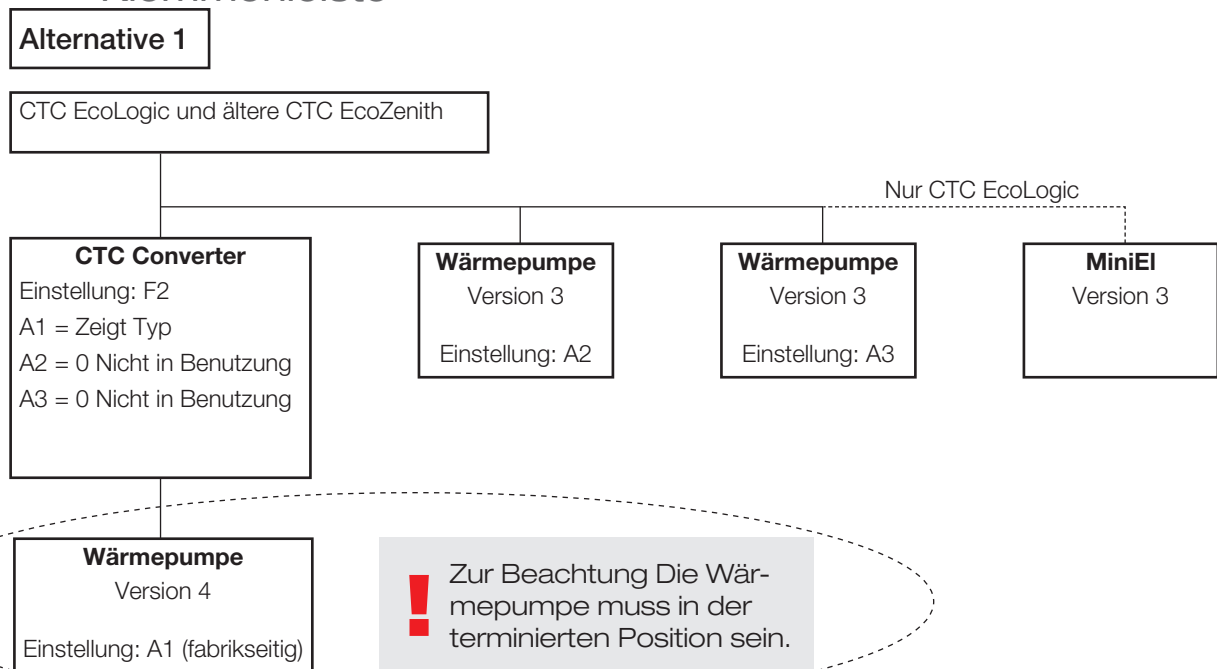 Alternative 1
CTC EcoLogic und ältere CTC EcoZenith
Nur CTC EcoLogic
CTC Converter
Einstellung: F2
A1 = Zeigt Typ
A2 = 0 Nicht in Benutzung
A3 = 0 Nicht in Benutzung
Wärmepumpe
Version 3
Einstellung: A2
Wärmepumpe
Version 3
Einstellung: A3
MiniEl
Version 3
Wärmepumpe
Version 4
Einstellung: A1 (fabrikseitig)
! Zur Beachtung Die Wär-
mepumpe muss in der
terminierten Position sein.